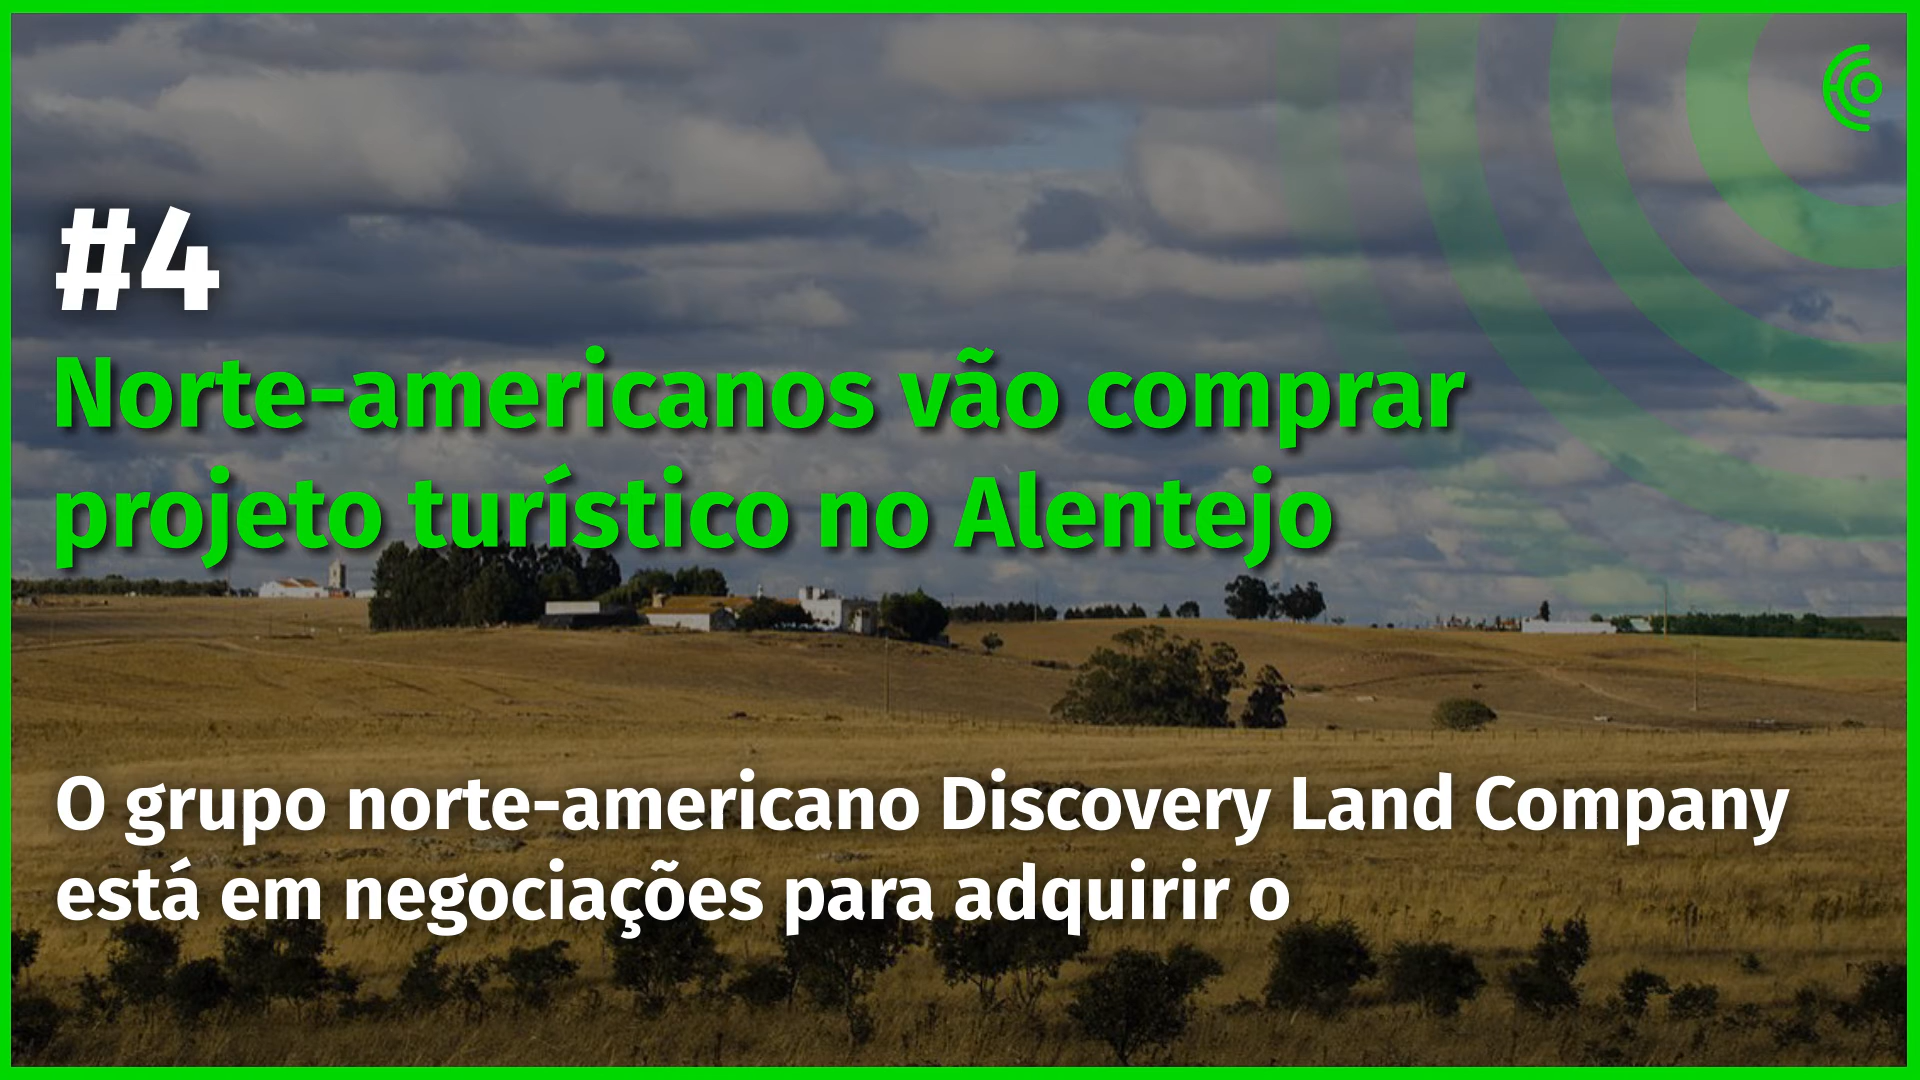 #4
Norte-americanos vão comprar
projeto turístico no Alentejo
O grupo norte-americano Discovery Land Company
está em negociações para adquirir o